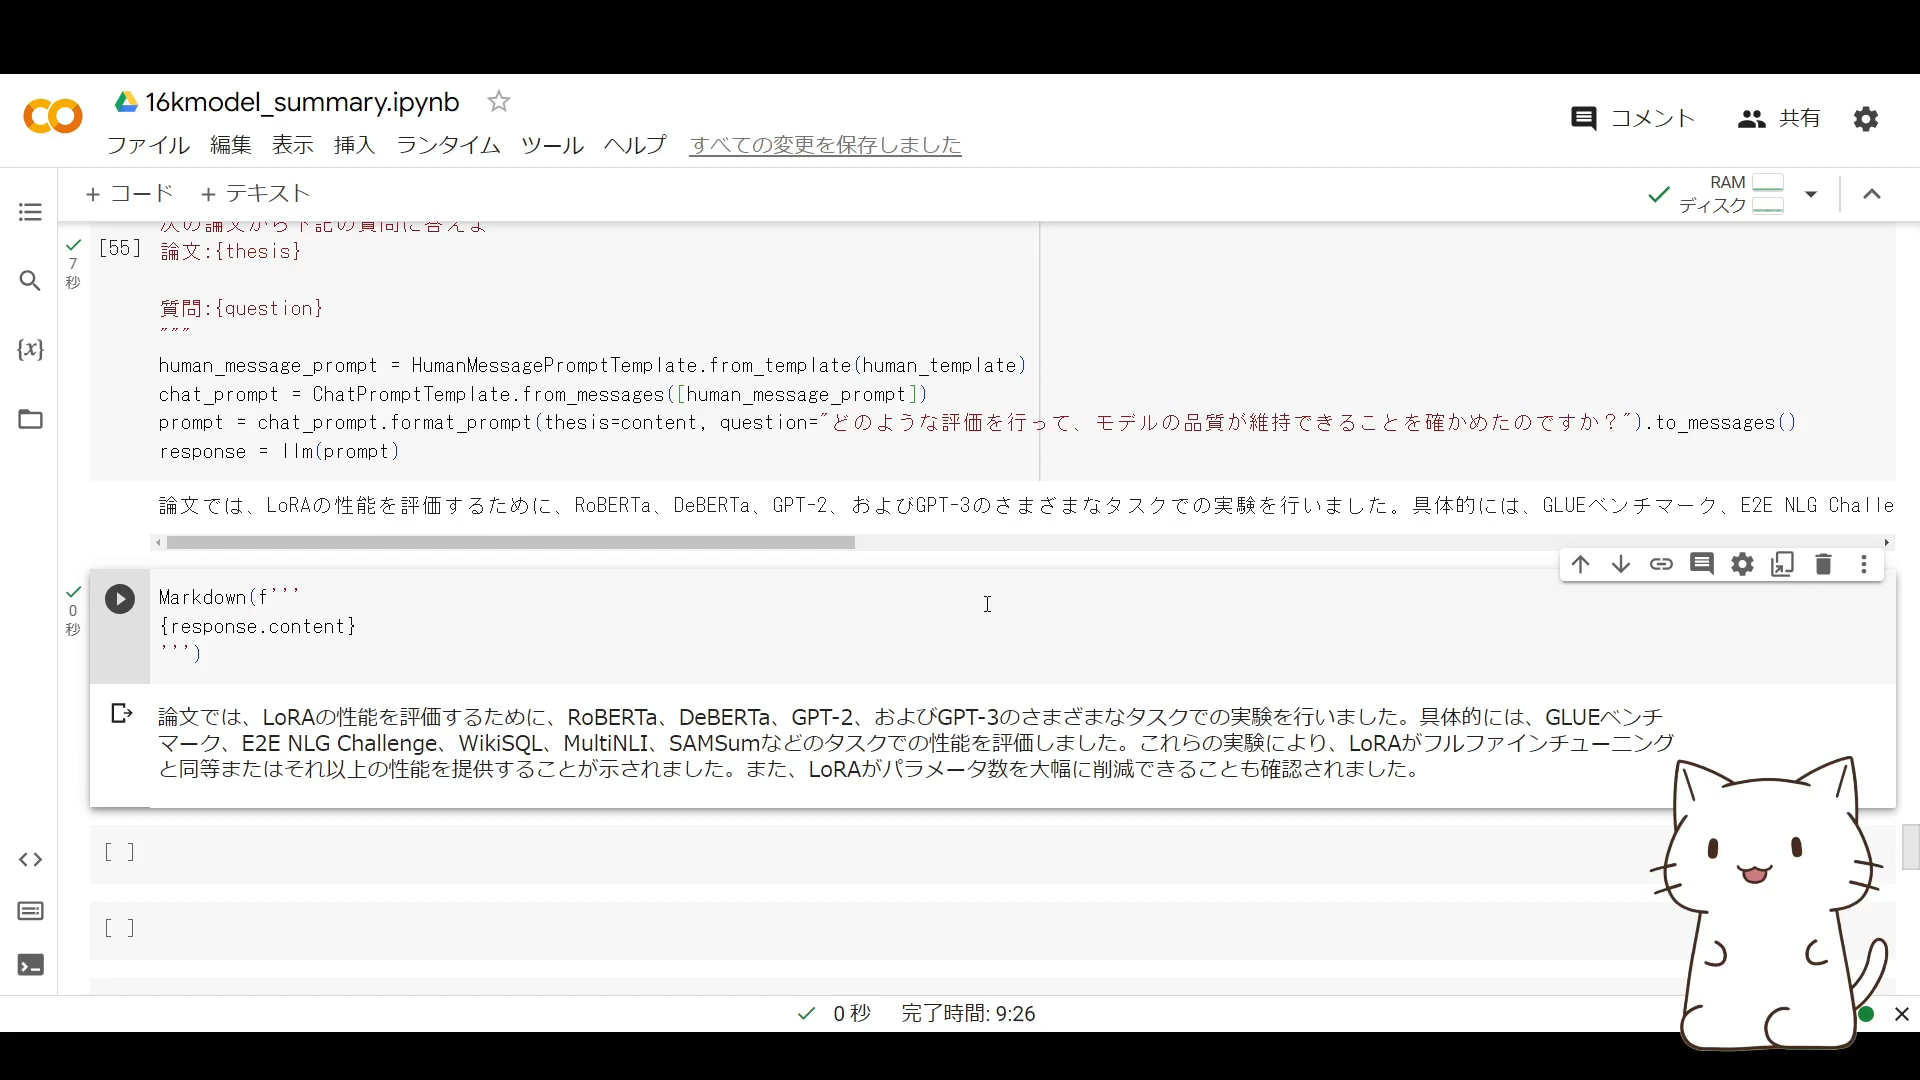 16kmodel_summary.ipynb
ファイル 編集 表示 挿入 ランタイム ツール ヘルプ すべての変更を保存しました
コメント 共有
+ コード + テキスト
RAM
ディスク
次の論文から下記の質問に答えよ
[55] 論文:{thesis}
7
秒
質問:{question}
"""
human_message_prompt = HumanMessagePromptTemplate.from_template(human_template)
chat_prompt = ChatPromptTemplate.from_messages([human_message_prompt])
prompt = chat_prompt.format_prompt(thesis=content, question="どのような評価を行って、モデルの品質が維持できることを確かめたのですか？").to_messages()
response = llm(prompt)
論文では、LoRAの性能を評価するために、RoBERTa、DeBERTa、GPT-2、およびGPT-3のさまざまなタスクでの実験を行いました。具体的には、GLUEベンチマーク、E2E NLG Challe
0
秒
Markdown(f'''
{response.content}
''')
論文では、LoRAの性能を評価するために、RoBERTa、DeBERTa、GPT-2、およびGPT-3のさまざまなタスクでの実験を行いました。具体的には、GLUEベンチ
マーク、E2E NLG Challenge、WikiSQL、MultiNLI、SAMSumなどのタスクでの性能を評価しました。これらの実験により、LoRAがフルファインチューニング
と同等またはそれ以上の性能を提供することが示されました。また、LoRAがパラメータ数を大幅に削減できることも確認されました。
[ ]
[ ]
0 秒 完了時間: 9:26